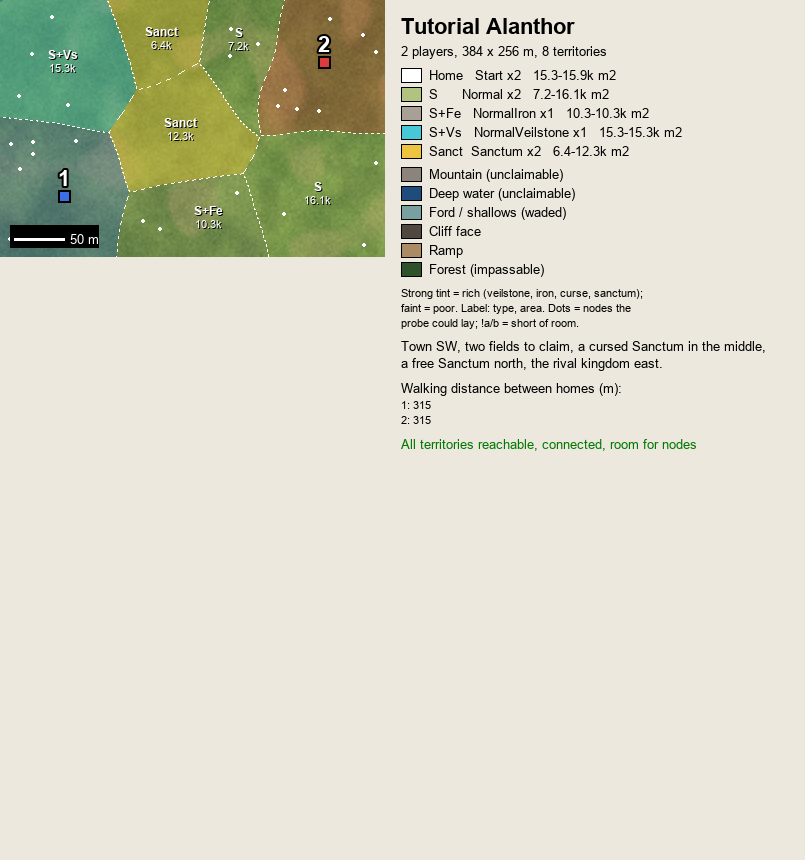 Sanct
6.4k
S
7.2k
2
S+Vs
15.3k
Sanct
12.3k
1
S+Fe
10.3k
S
16.1k
50 m
Tutorial Alanthor
2 players, 384 x 256 m, 8 territories
Home Start x2 15.3-15.9k m2
S Normal x2 7.2-16.1k m2
S+Fe NormalIron x1 10.3-10.3k m2
S+Vs NormalVeilstone x1 15.3-15.3k m2
Sanct Sanctum x2 6.4-12.3k m2
Mountain (unclaimable)
Deep water (unclaimable)
Ford / shallows (waded)
Cliff face
Ramp
Forest (impassable)
Strong tint = rich (veilstone, iron, curse, sanctum);
faint = poor. Label: type, area. Dots = nodes the
probe could lay; !a/b = short of room.
Town SW, two fields to claim, a cursed Sanctum in the middle,
a free Sanctum north, the rival kingdom east.
Walking distance between homes (m):
1: 315
2: 315
All territories reachable, connected, room for nodes